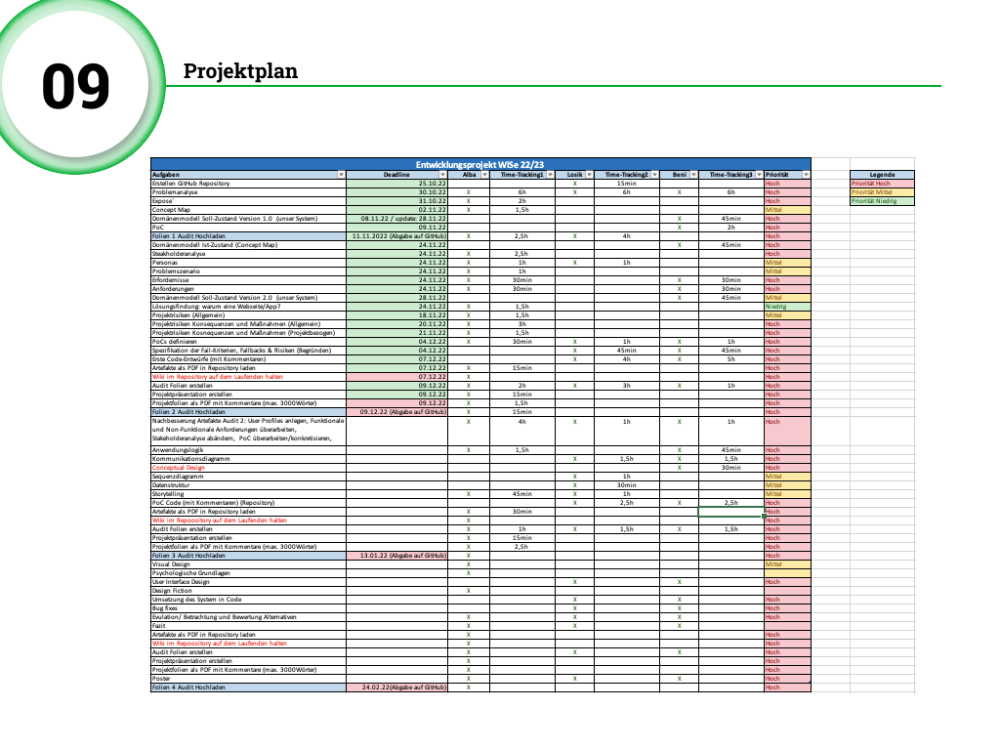 09
Projektplan
Entwicklungsprojekt WiSe 22/23
Aufgaben Deadline Alba Time-Tracking1 Losik Time-Tracking2 Beni Time-Tracking3 Priorität Legende
Erstellen GitHub Repository 25.10.22 X 15min Hoch Priorität Hoch
Problemanalyse 30.10.22 X 6h X 6h X 6h Hoch Priorität Mittel
Expose´ 31.10.22 X 2h Hoch Priorität Niedrig
Concept Map 02.11.22 X 1,5h Mittel
Domänenmodell Soll-Zustand Version 1.0 (unser System) 08.11.22 / update: 28.11.22 X 45min Hoch
PoC 09.11.22 X 2h Hoch
Folien 1 Audit Hochladen 11.11.2022 (Abgabe auf GitHub) X 2,5h X 4h Hoch
Domänenmodell Ist-Zustand (Concept Map) 24.11.22 X 45min Hoch
Steakholderanalyse 24.11.22 X 2,5h Hoch
Personas 24.11.22 X 1h X 1h Mittel
Problemszenario 24.11.22 X 1h Mittel
Erfordernisse 24.11.22 X 30min X 30min Hoch
Anforderungen 24.11.22 X 30min X 30min Hoch
Domänenmodell Soll-Zustand Version 2.0 (unser System) 28.11.22 X 45min Mittel
Lösungsfindung: warum eine Webseite/App? 24.11.22 X 1,5h Niedrig
Projektrisiken (Allgemein) 18.11.22 X 1,5h Mittel
Projektrisiken Konsequenzen und Maßnahmen (Allgemein) 20.11.22 X 3h Hoch
Projektrisiken Kosnequenzen und Maßnahmen (Projektbezogen) 21.11.22 X 1,5h Hoch
PoCs definieren 04.12.22 X 30min X 1h X 1h Hoch
Spezifikation der Fail-Kriterien, Fallbacks & Risiken (Begründen) 04.12.22 X 45min X 45min Hoch
Erste Code-Entwürfe (mit Kommentaren) 07.12.22 X 4h X 5h Hoch
Artefakte als PDF in Repository laden 07.12.22 X 15min Hoch
Wiki im Repository auf dem Laufenden halten 07.12.22 X Hoch
Audit Folien erstellen 09.12.22 X 2h X 3h X 1h Hoch
Projektpräsentation erstellen 09.12.22 X 15min Hoch
Projektfolien als PDF mit Kommentare (max. 3000Wörter) 09.12.22 X 1,5h Hoch
Folien 2 Audit Hochladen 09.12.22 (Abgabe auf GitHub) X 15min Hoch
Nachbesserung Artefakte Audit 2: User Profiles anlegen, Funktionale X 4h X 1h X 1h Hoch
und Non-Funktionale Anforderungen überarbeiten,
Stakeholderanalyse abändern, PoC überarbeiten/konkretisieren,
Anwendungslogik X 1,5h X 45min Hoch
Kommunikationsdiagramm X 1,5h X 1,5h Hoch
Conceptual Design X 30min Hoch
Sequenzdiagramm X 1h Mittel
Datenstruktur X 30min Mittel
Storytelling X 45min X 1h Mittel
PoC Code (mit Kommentaren) (Repository) X 2,5h X 2,5h Hoch
Artefakte als PDF in Repository laden X 30min Hoch
Wiki im Repoository auf dem Laufenden halten X Hoch
Audit Folien erstellen X 1h X 1,5h X 1,5h Hoch
Projektpräsentation erstellen X 15min Hoch
Projektfolien als PDF mit Kommentare (max. 3000Wörter) X 2,5h Hoch
Folien 3 Audit Hochladen 13.01.22 (Abgabe auf GitHub) X Hoch
Visual Design X Mittel
Psychologische Grundlagen X
User Interface Design X X Hoch
Design Fiction X
Umsetzung des System in Code X X Hoch
Bug fixes X X Hoch
Evulation/ Betrachtung und Bewertung Alternativen X X X Hoch
Fazit X X X
Artefakte als PDF in Repository laden X Hoch
Wiki im Repoository auf dem Laufenden halten X Hoch
Audit Folien erstellen X X X Hoch
Projektpräsentation erstellen X Hoch
Projektfolien als PDF mit Kommentare (max. 3000Wörter) X Hoch
Poster X X X Hoch
Folien 4 Audit Hochladen 24.02.22(Abgabe auf GitHub) X Hoch